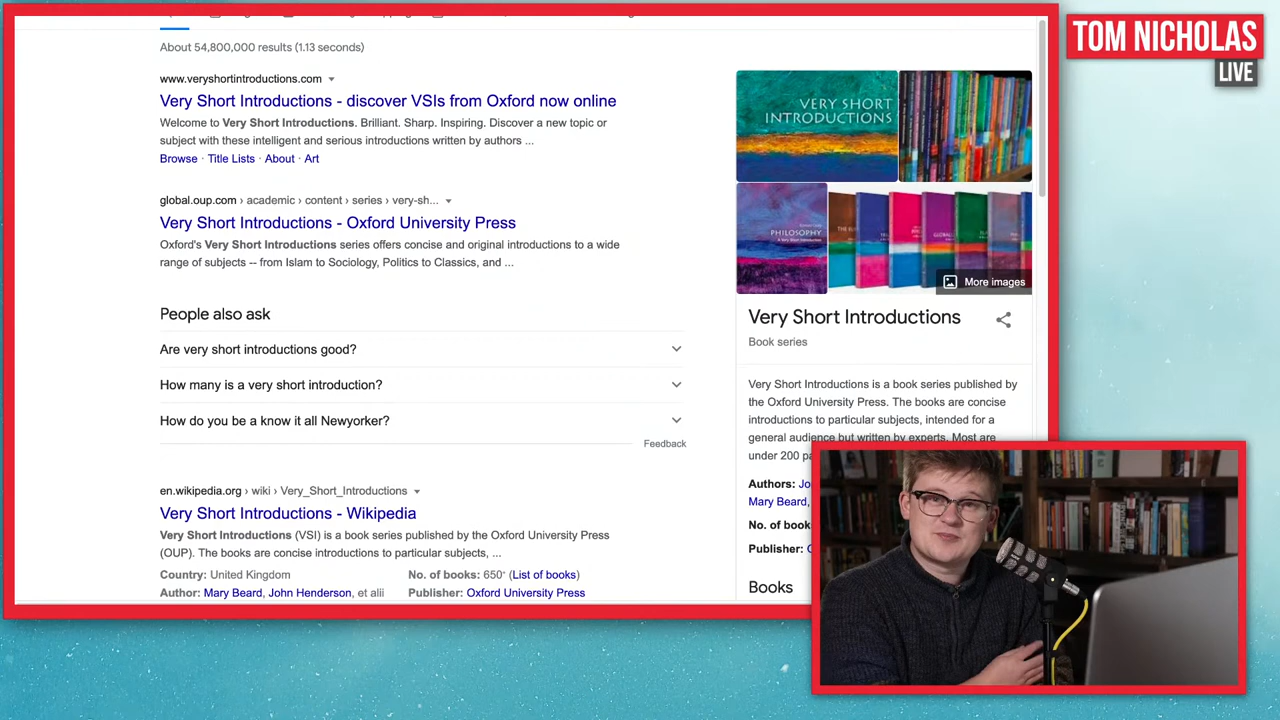 TOM NICHOLAS
LIVE
About 54,800,000 results (1.13 seconds)
www.veryshortintroductions.com
Very Short Introductions - discover VSIs from Oxford now online
Welcome to Very Short Introductions. Brilliant. Sharp. Inspiring. Discover a new topic or
subject with these intelligent and serious introductions written by authors ...
Browse · Title Lists · About · Art
global.oup.com › academic › content › series › very-sh...
Very Short Introductions - Oxford University Press
Oxford's Very Short Introductions series offers concise and original introductions to a wide
range of subjects -- from Islam to Sociology, Politics to Classics, and ...
People also ask
Are very short introductions good?
How many is a very short introduction?
How do you be a know it all Newyorker?
Feedback
en.wikipedia.org › wiki › Very_Short_Introductions
Very Short Introductions - Wikipedia
Very Short Introductions (VSI) is a book series published by the Oxford University Press
(OUP). The books are concise introductions to particular subjects, ...
Country: United Kingdom
No. of books: 650+ (List of books)
Author: Mary Beard, John Henderson, et alii
Publisher: Oxford University Press
VERY SHORT
INTRODUCTIONS
PHILOSOPHY
More images
Very Short Introductions
Book series
Very Short Introductions is a book series published by
the Oxford University Press. The books are concise
introductions to particular subjects, intended for a
general audience but written by experts. Most are
under 200 pa
Authors: Jo
Mary Beard,
No. of book
Publisher:
Books